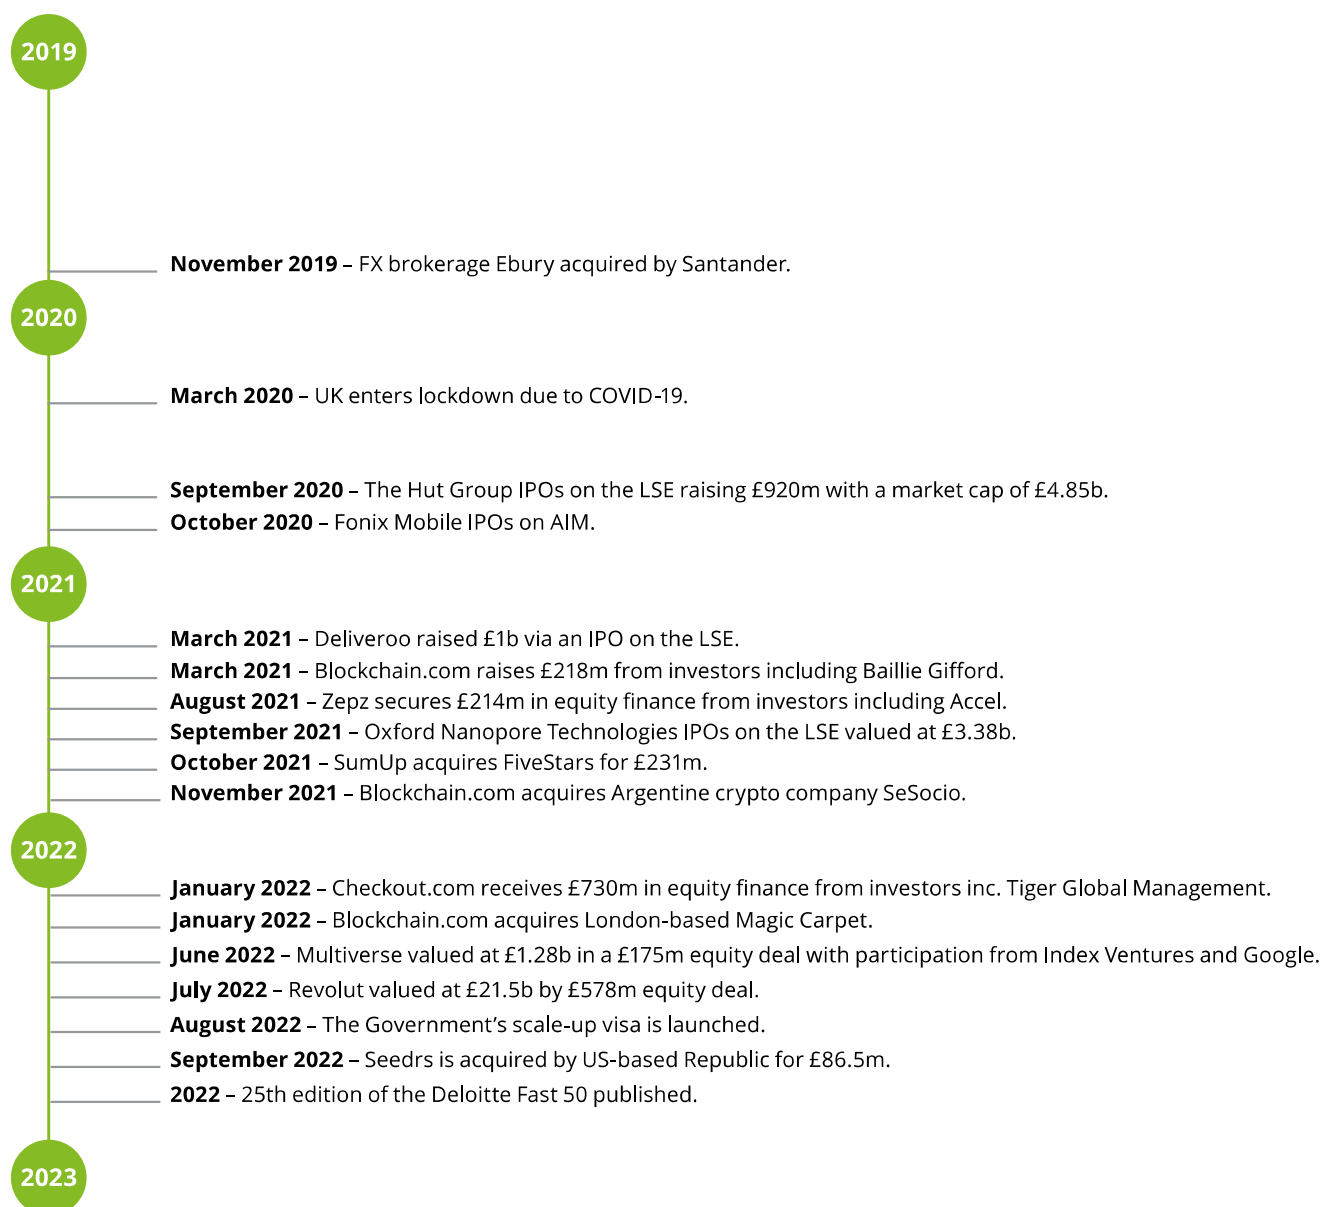 2019
November 2019 – FX brokerage Ebury acquired by Santander.
2020
March 2020 – UK enters lockdown due to COVID-19.
September 2020 – The Hut Group IPOs on the LSE raising £920m with a market cap of £4.85b.
October 2020 – Fonix Mobile IPOs on AIM.
2021
March 2021 – Deliveroo raised £1b via an IPO on the LSE.
March 2021 – Blockchain.com raises £218m from investors including Baillie Gifford.
August 2021 – Zepz secures £214m in equity finance from investors including Accel.
September 2021 – Oxford Nanopore Technologies IPOs on the LSE valued at £3.38b.
October 2021 – SumUp acquires FiveStars for £231m.
November 2021 – Blockchain.com acquires Argentine crypto company SeSocio.
2022
January 2022 – Checkout.com receives £730m in equity finance from investors inc. Tiger Global Management.
January 2022 – Blockchain.com acquires London-based Magic Carpet.
June 2022 – Multiverse valued at £1.28b in a £175m equity deal with participation from Index Ventures and Google.
July 2022 – Revolut valued at £21.5b by £578m equity deal.
August 2022 – The Government’s scale-up visa is launched.
September 2022 – Seedrs is acquired by US-based Republic for £86.5m.
2022 – 25th edition of the Deloitte Fast 50 published.
2023